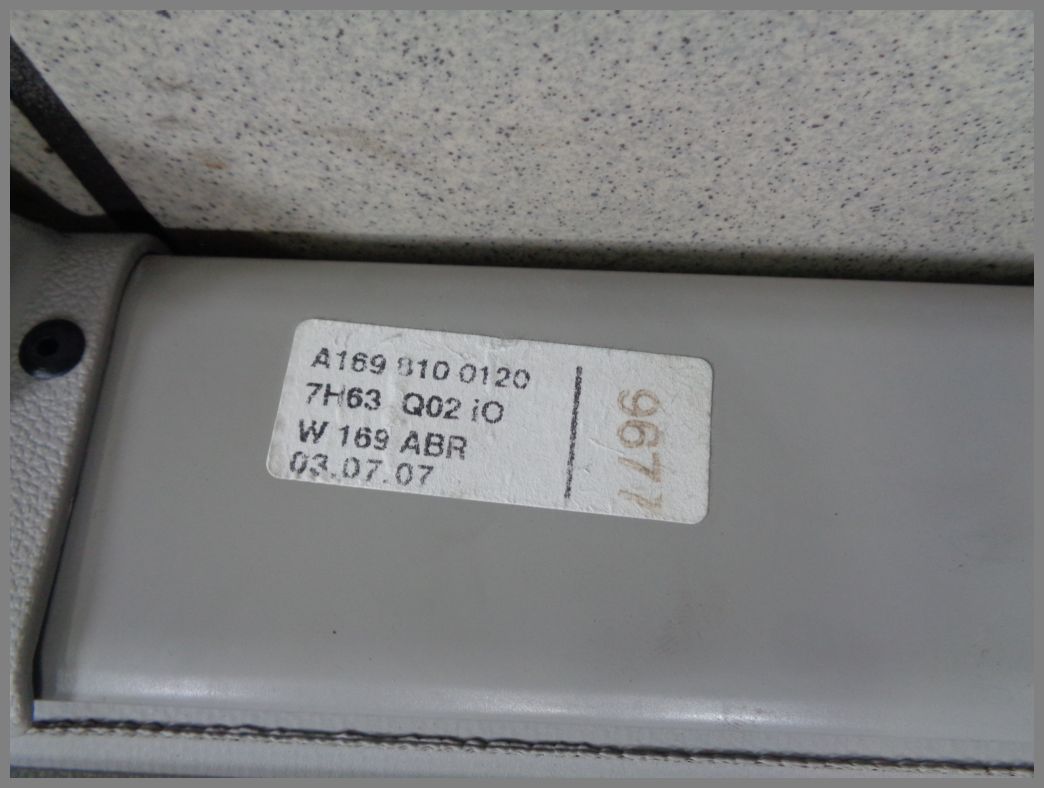 A169 810 0120
7H63 Q02 iO
W 169 ABR
03.07.07
9677